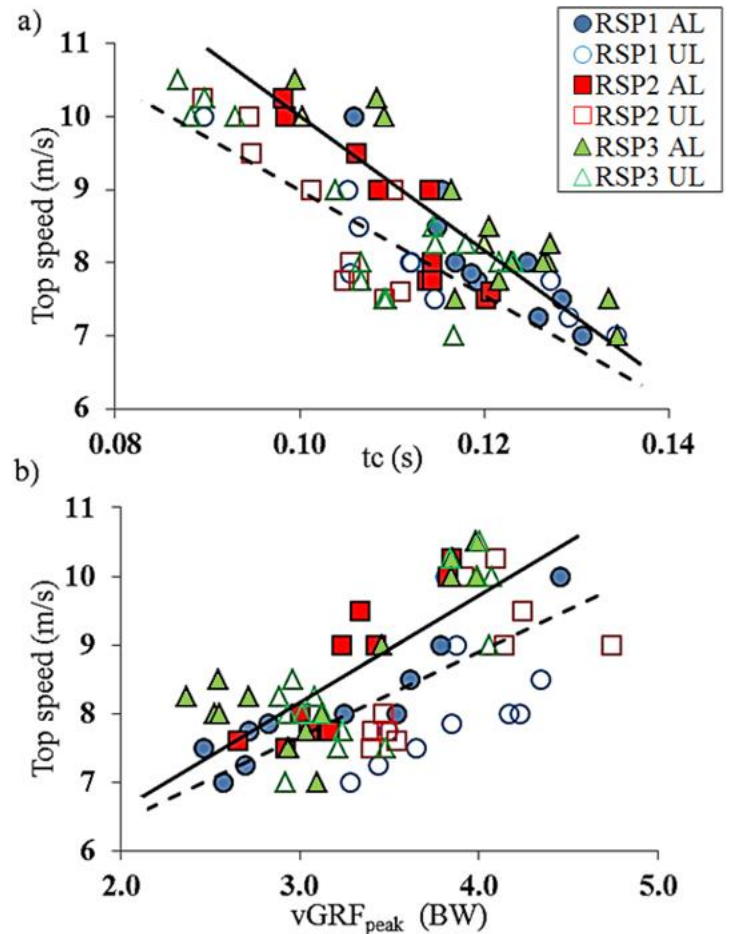 a)
RSP1 AL
RSP1 UL
RSP2 AL
RSP2 UL
RSP3 AL
RSP3 UL
11
10
9
8
7
6
Top speed (m/s)
0.08 0.10 0.12 0.14
tc (s)
b)
11
10
9
8
7
6
Top speed (m/s)
2.0 3.0 4.0 5.0
vGRFpeak (BW)